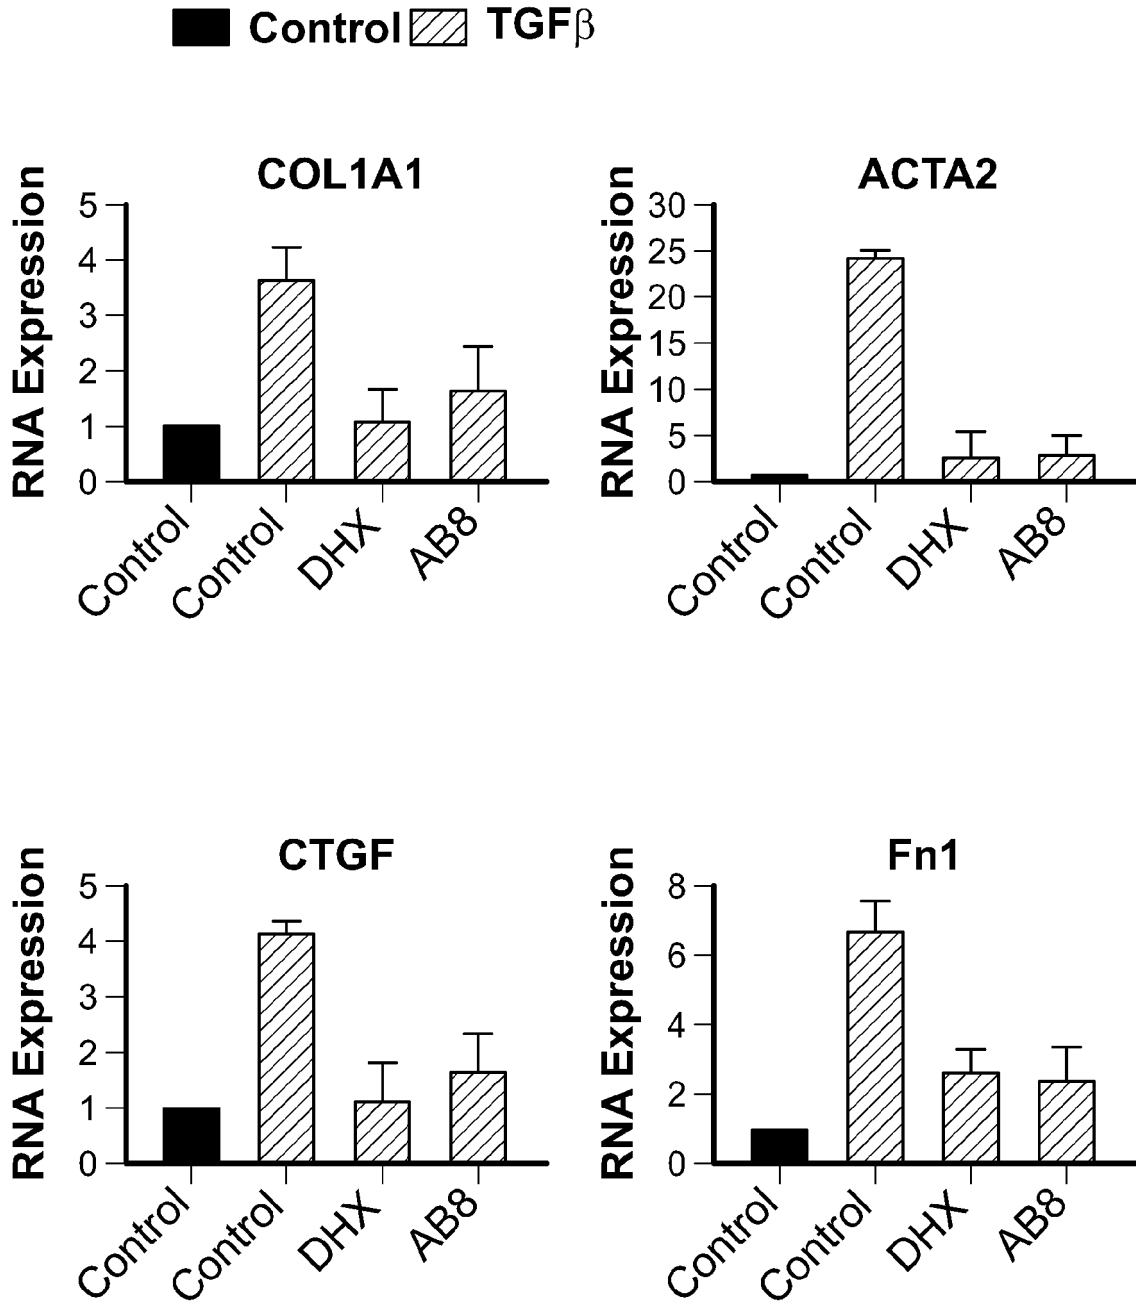 Control TGFβ
COL1A1
RNA Expression
5
4
3
2
1
0
Control
Control
DHX
AB8
ACTA2
RNA Expression
30
25
20
15
10
5
0
Control
Control
DHX
AB8
CTGF
RNA Expression
5
4
3
2
1
0
Control
Control
DHX
AB8
Fn1
RNA Expression
8
6
4
2
0
Control
Control
DHX
AB8